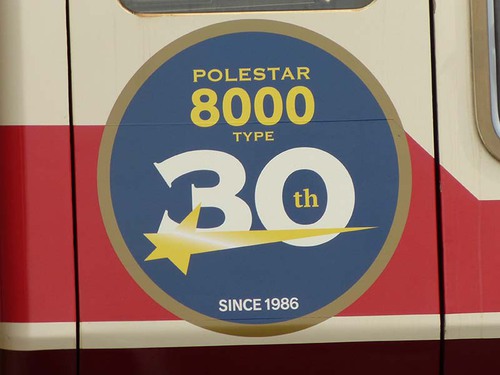 POLESTAR
8000
TYPE
30th
SINCE 1986